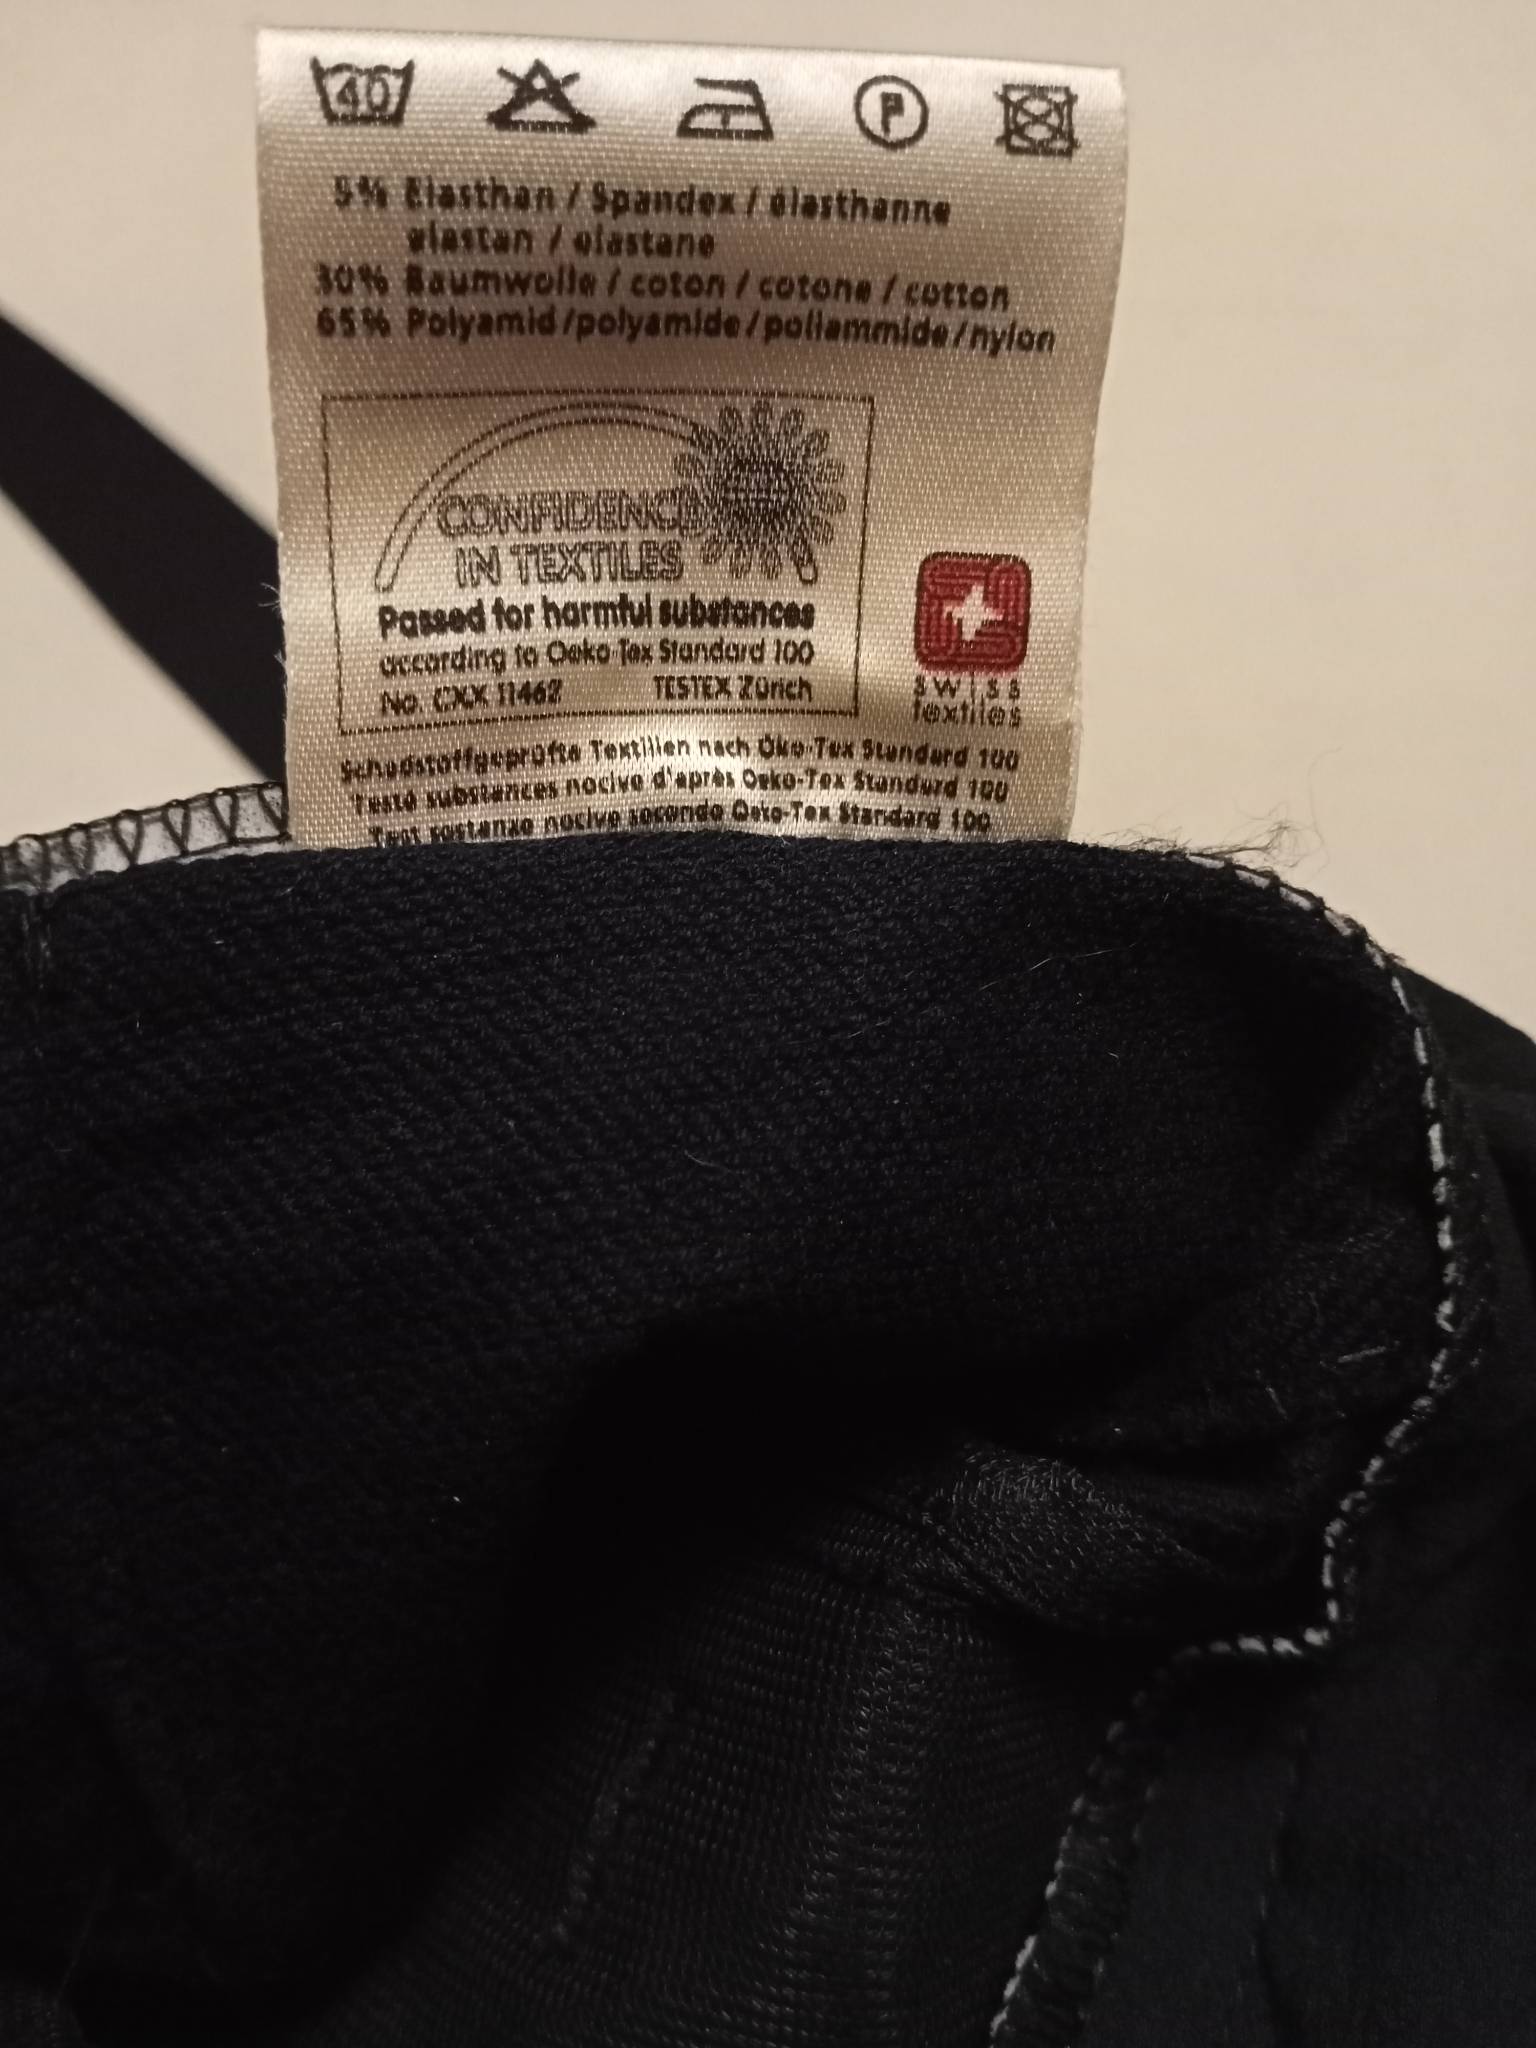 40
P
5% Elasthan / Spandex / élasthanne
elastan / elastane
30% Baumwolle / coton / cotone / cotton
65% Polyamid/polyamide/poliammide/nylon
CONFIDENCE
IN TEXTILES
Passed for harmful substances
according to Oeko-Tex Standard 100
No. CXX 11462 TESTEX Zürich
swiss
textiles
Schadstoffgeprüfte Textilien nach Öko-Tex Standard 100
Testé substances nocive d'après Oeko-Tex Standard 100
Test sostanze nocive secondo Oeko-Tex Standard 100